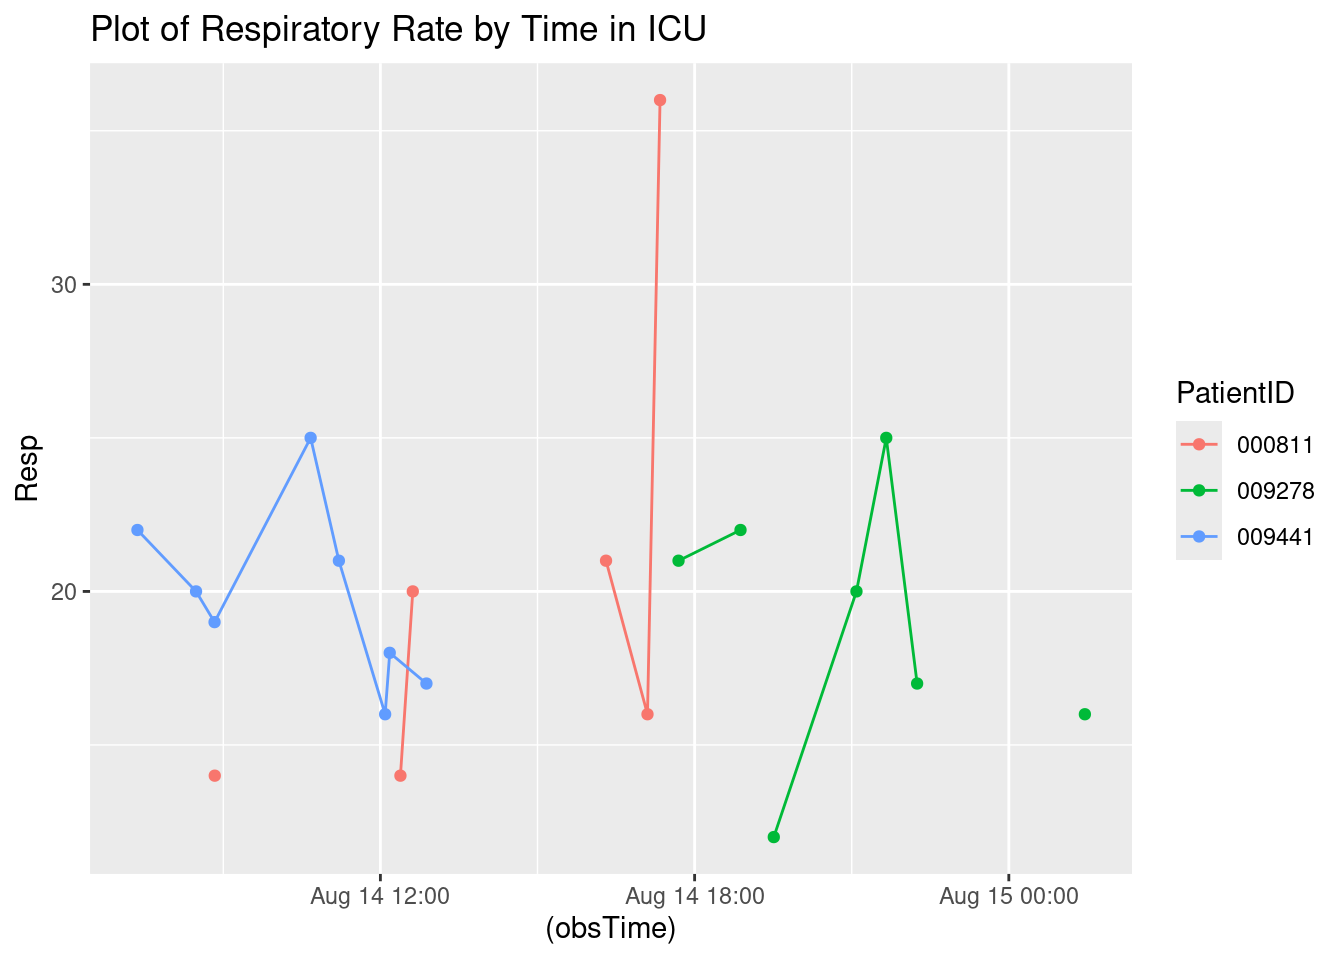 Plot of Respiratory Rate by Time in ICU
Resp
30
20
Aug 14 12:00
Aug 14 18:00
Aug 15 00:00
(obsTime)
PatientID
000811
009278
009441